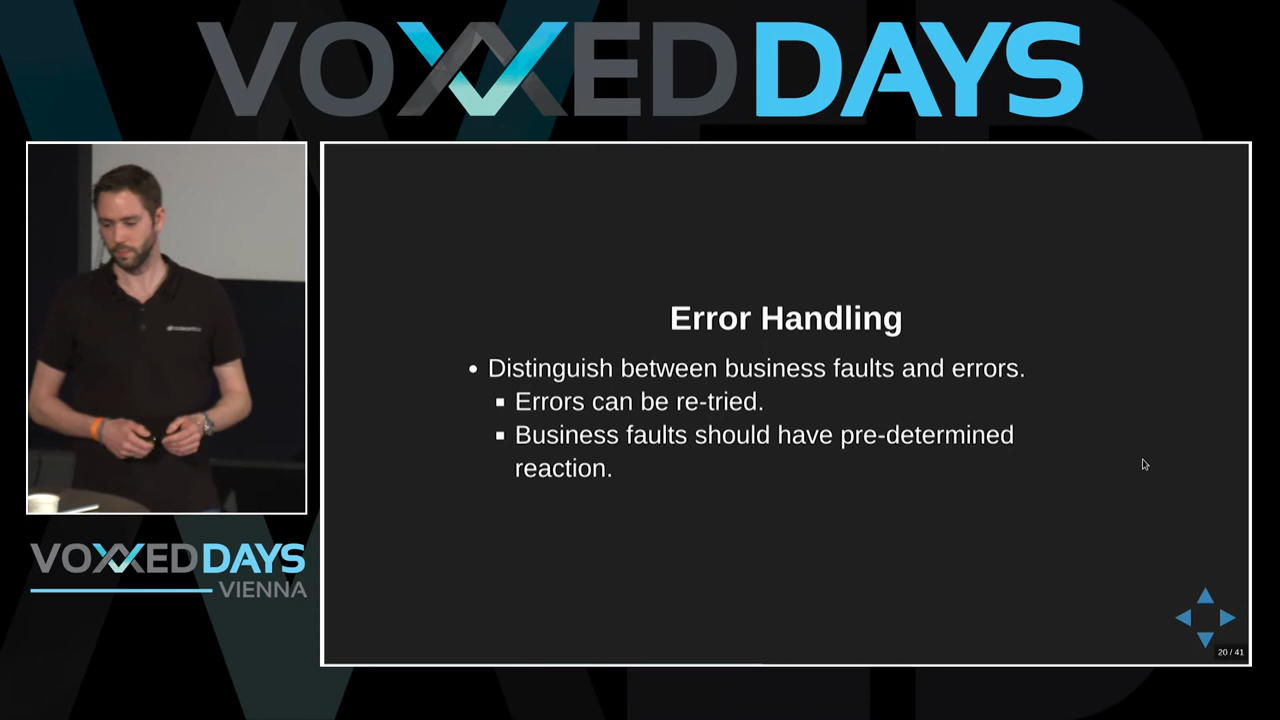 VOXXED DAYS
Error Handling
Distinguish between business faults and errors.
Errors can be re-tried.
Business faults should have pre-determined
reaction.
VOXXED DAYS
VIENNA
20 / 41